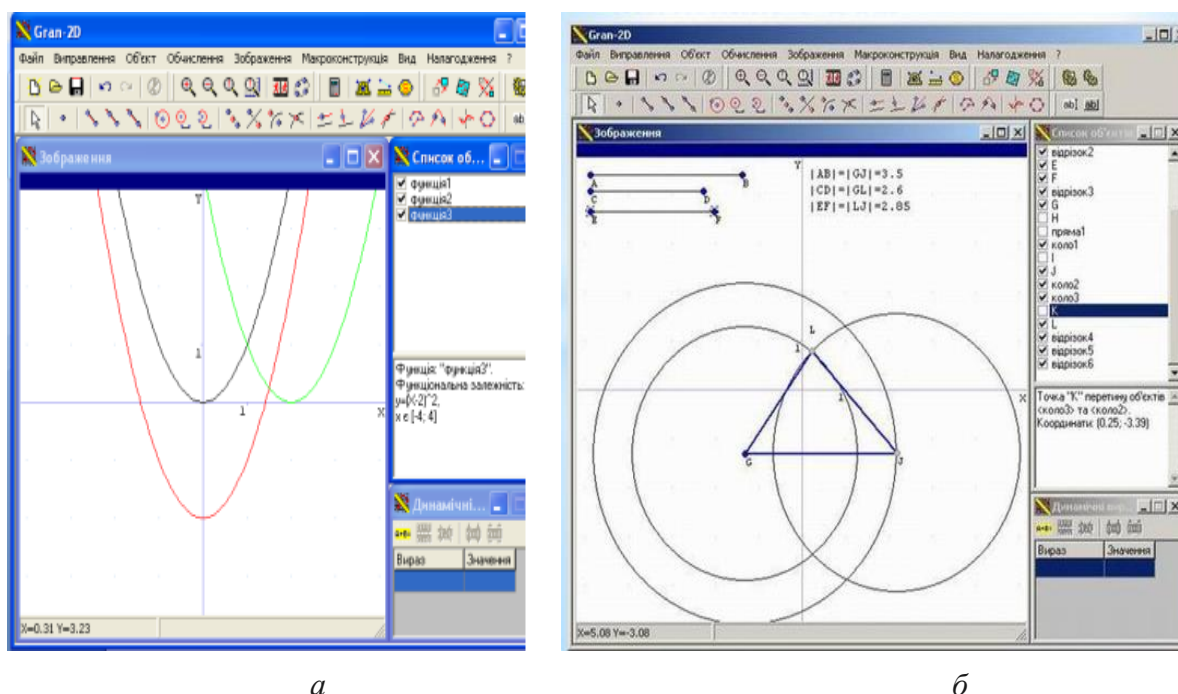 Gran-2D
Файл Виправлення Об'єкт Обчислення Зображення Макроконструкція Вид Налагодження ?
Зображення
Y
1
1
X
Список об...
функція1
функція2
функція3
Функція: "функція3".
Функціональна залежність:
y=(X-2)^2,
x є [-4; 4]
Динамічні...
Вираз Значення
X=0.31 Y=3.23
а
Gran-2D
Файл Виправлення Об'єкт Обчислення Зображення Макроконструкція Вид Налагодження ?
ab]
ab]
Зображення
Y
A B
C D
E F
|AB|=|GJ|=3.5
|CD|=|GL|=2.6
|EF|=|LJ|=2.85
L
1
1
X
G J
Список об'єктів
відрізок2
E
F
відрізок3
G
H
пряма1
коло1
I
J
коло2
коло3
K
L
відрізок4
відрізок5
відрізок6
Точка "K" перетину об'єктів
<коло3> та <коло2>.
Координати: (0.25; -3.39)
Динамічні вир...
Вираз Значення
X=5.08 Y=-3.08
б